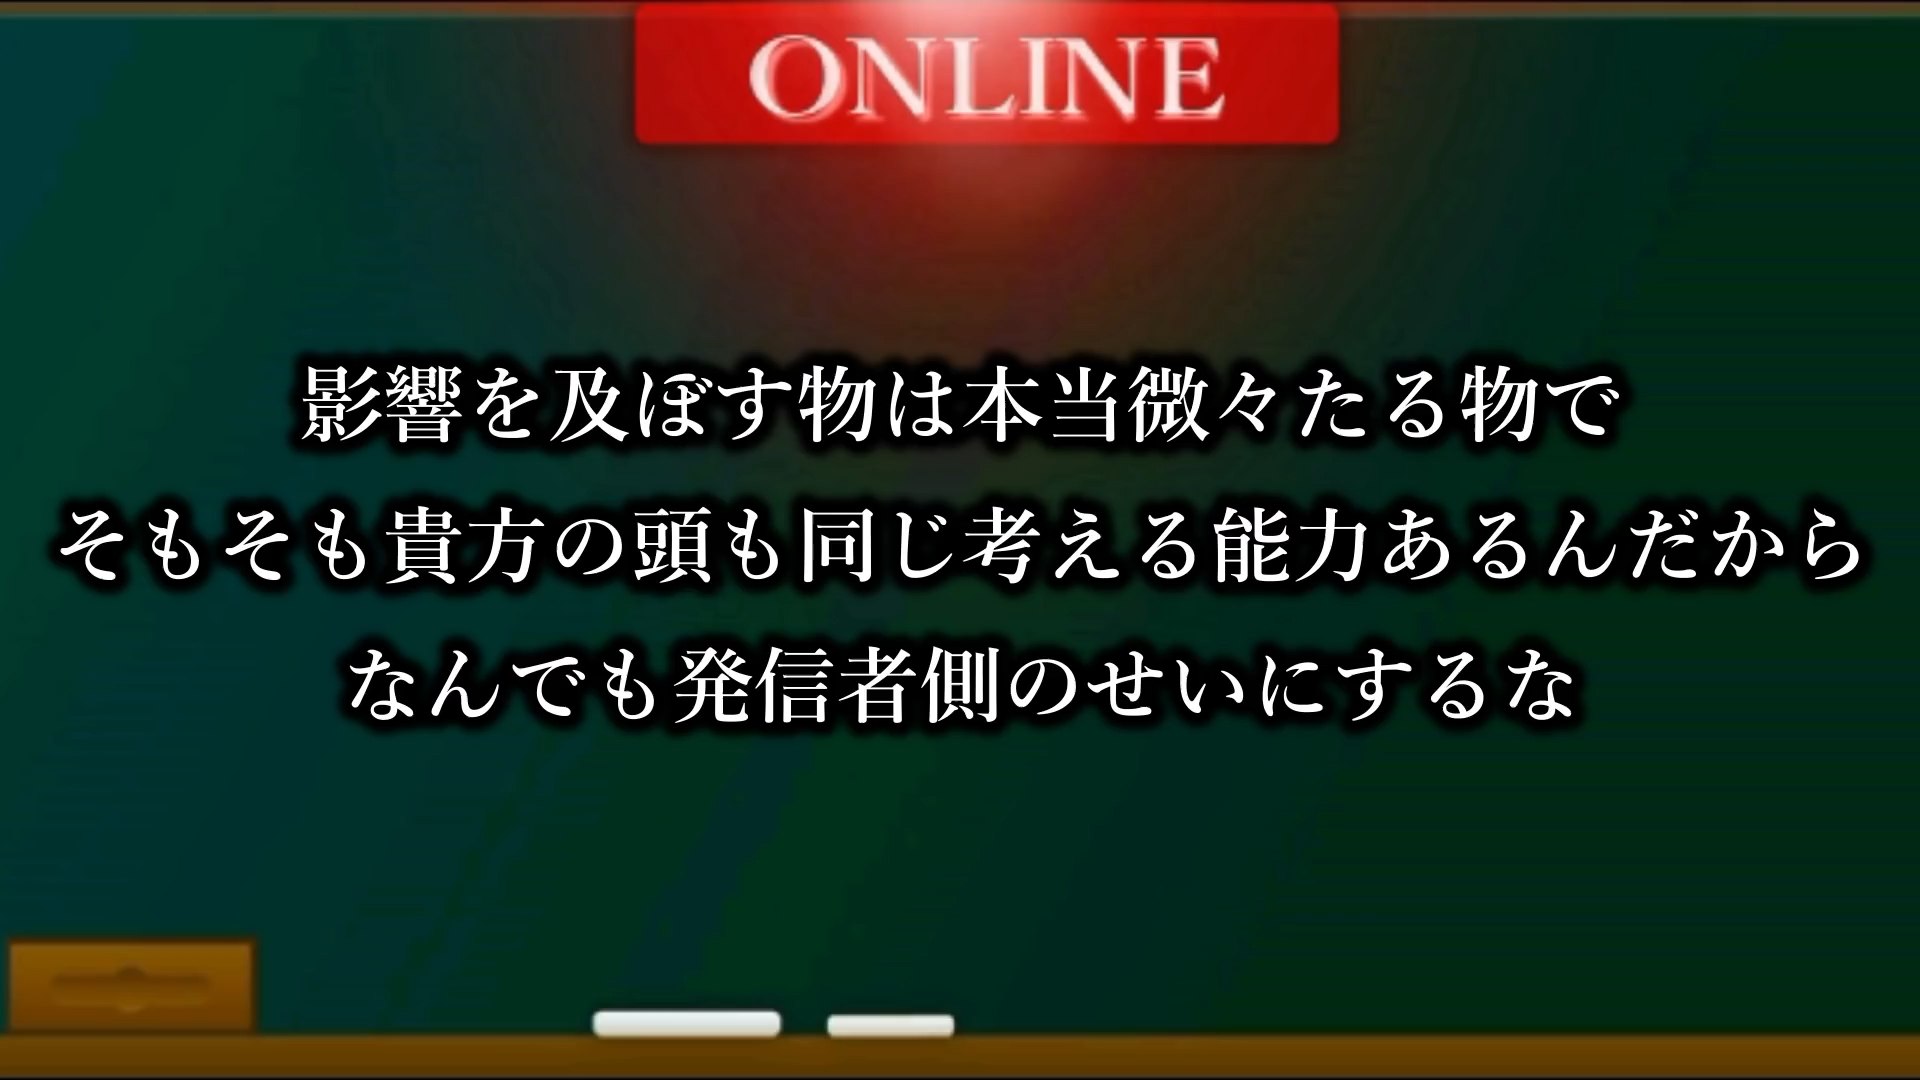 ONLINE
影響を及ぼす物は本当微々たる物で
そもそも貴方の頭も同じ考える能力あるんだから
なんでも発信者側のせいにするな